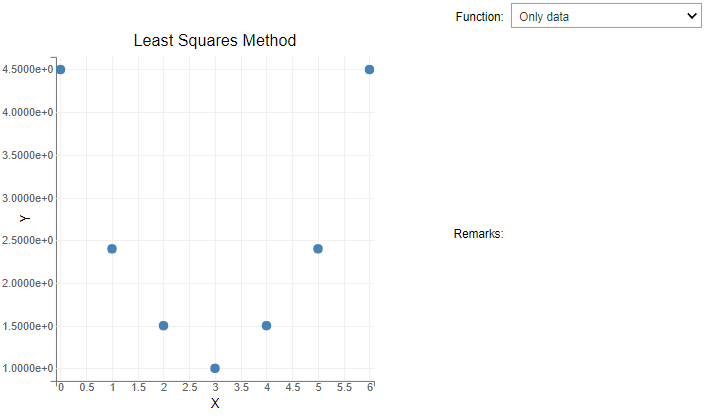 Function: Only data
Least Squares Method
4.5000e+0
4.0000e+0
3.5000e+0
3.0000e+0
2.5000e+0
2.0000e+0
1.5000e+0
1.0000e+0
Y
0 0.5 1 1.5 2 2.5 3 3.5 4 4.5 5 5.5 6
X
Remarks: